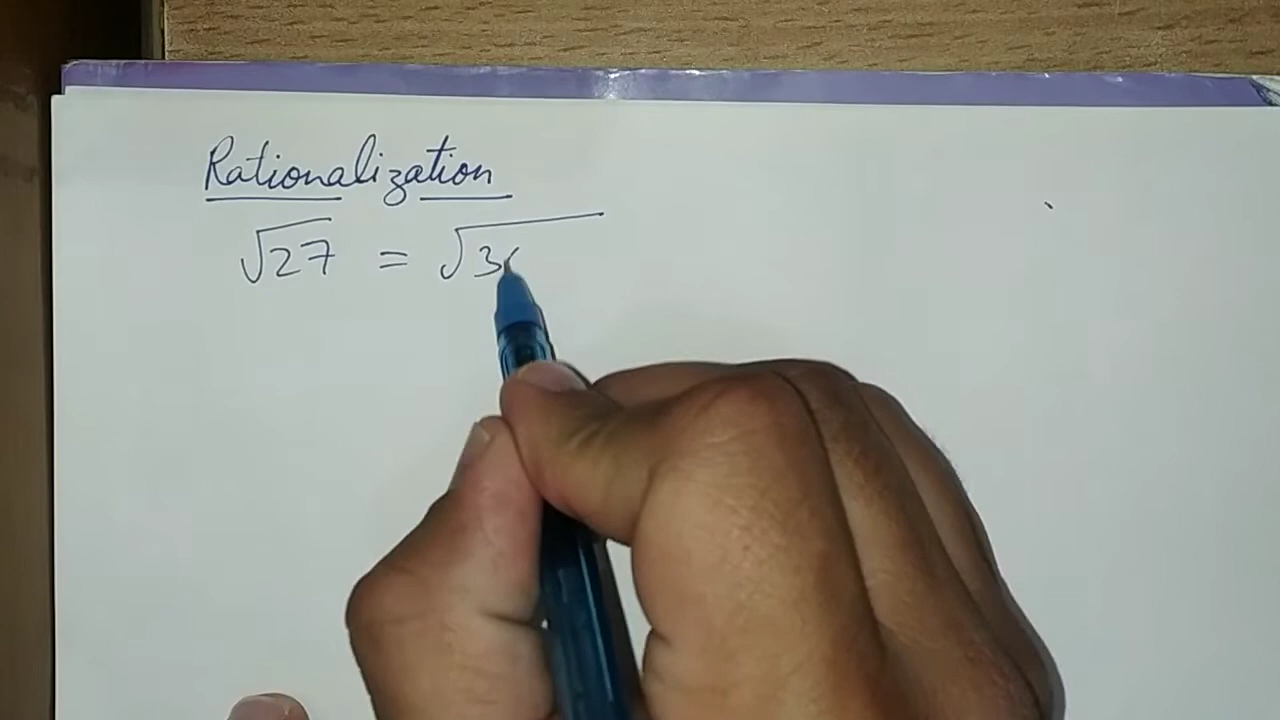 Rationalization
√27 = √3